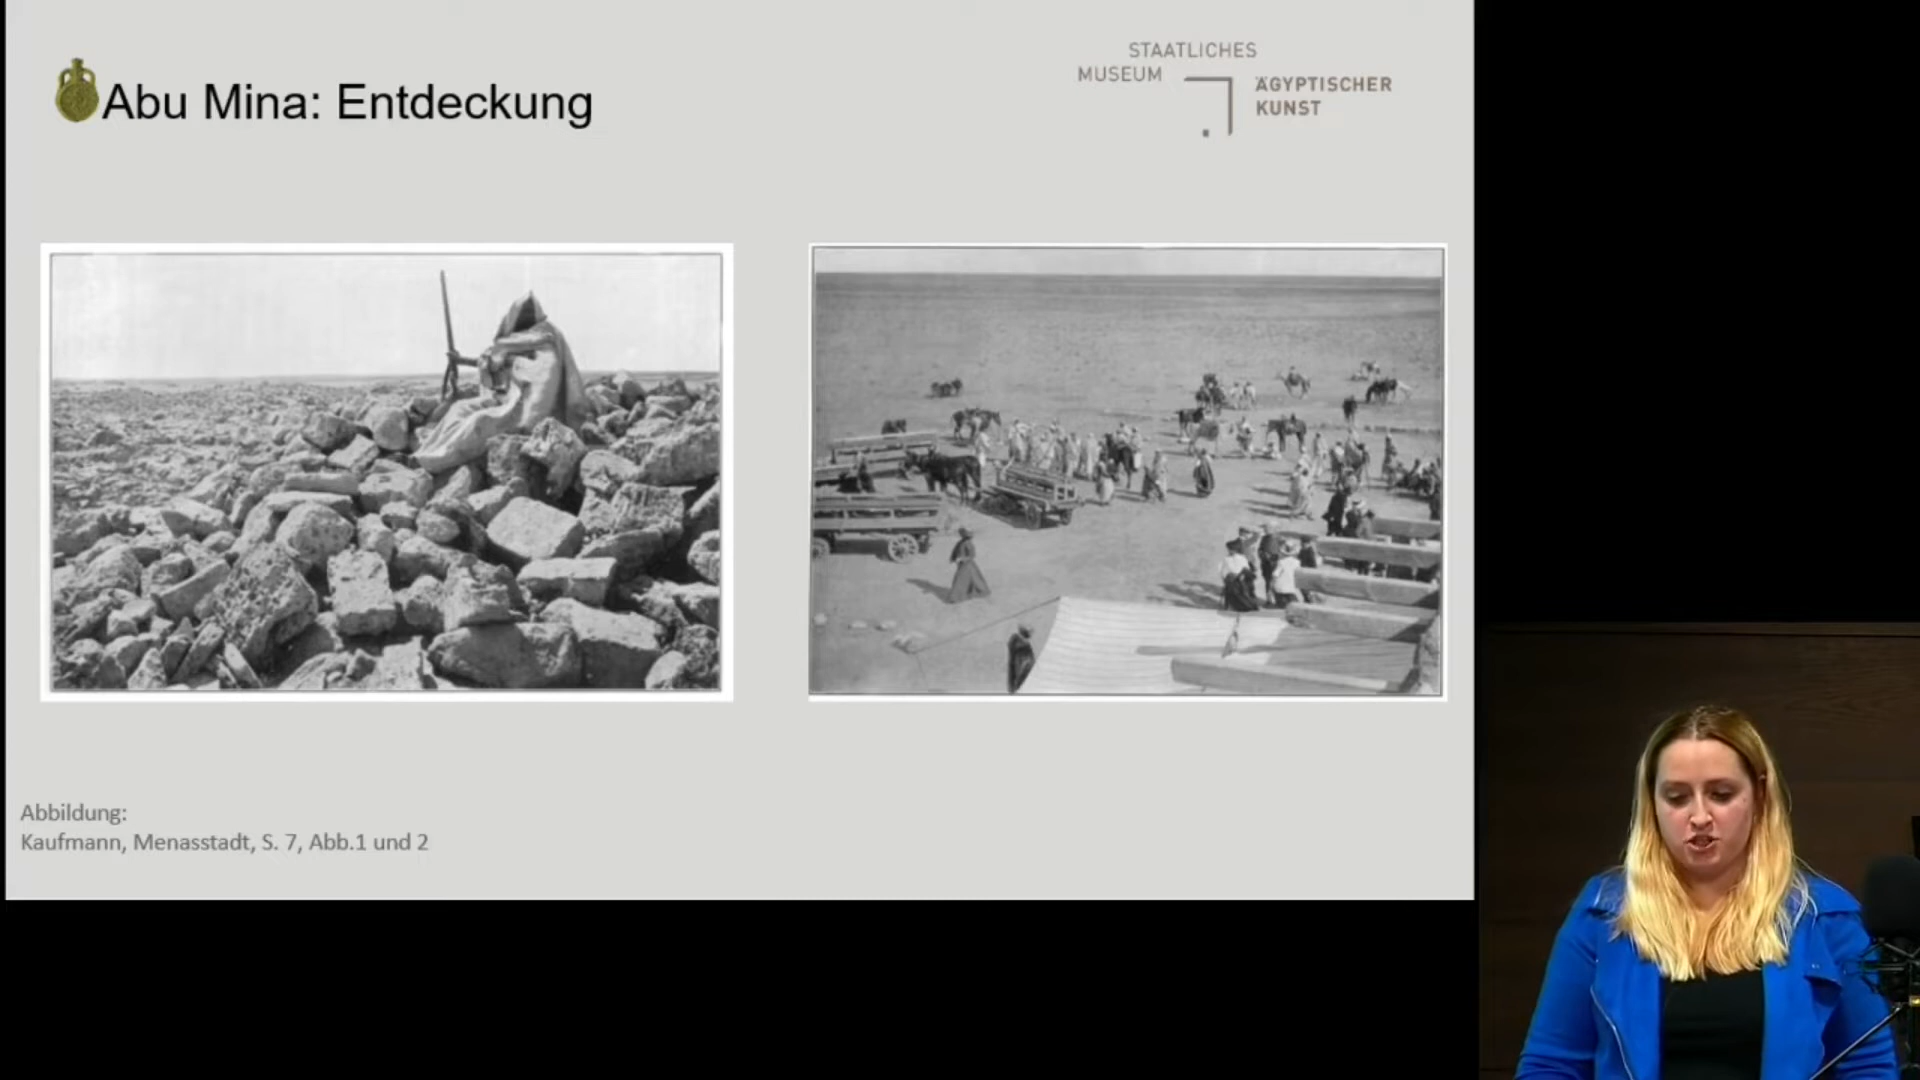 Abu Mina: Entdeckung
STAATLICHES
MUSEUM
ÄGYPTISCHER
KUNST
Abbildung:
Kaufmann, Menasstadt, S. 7, Abb.1 und 2